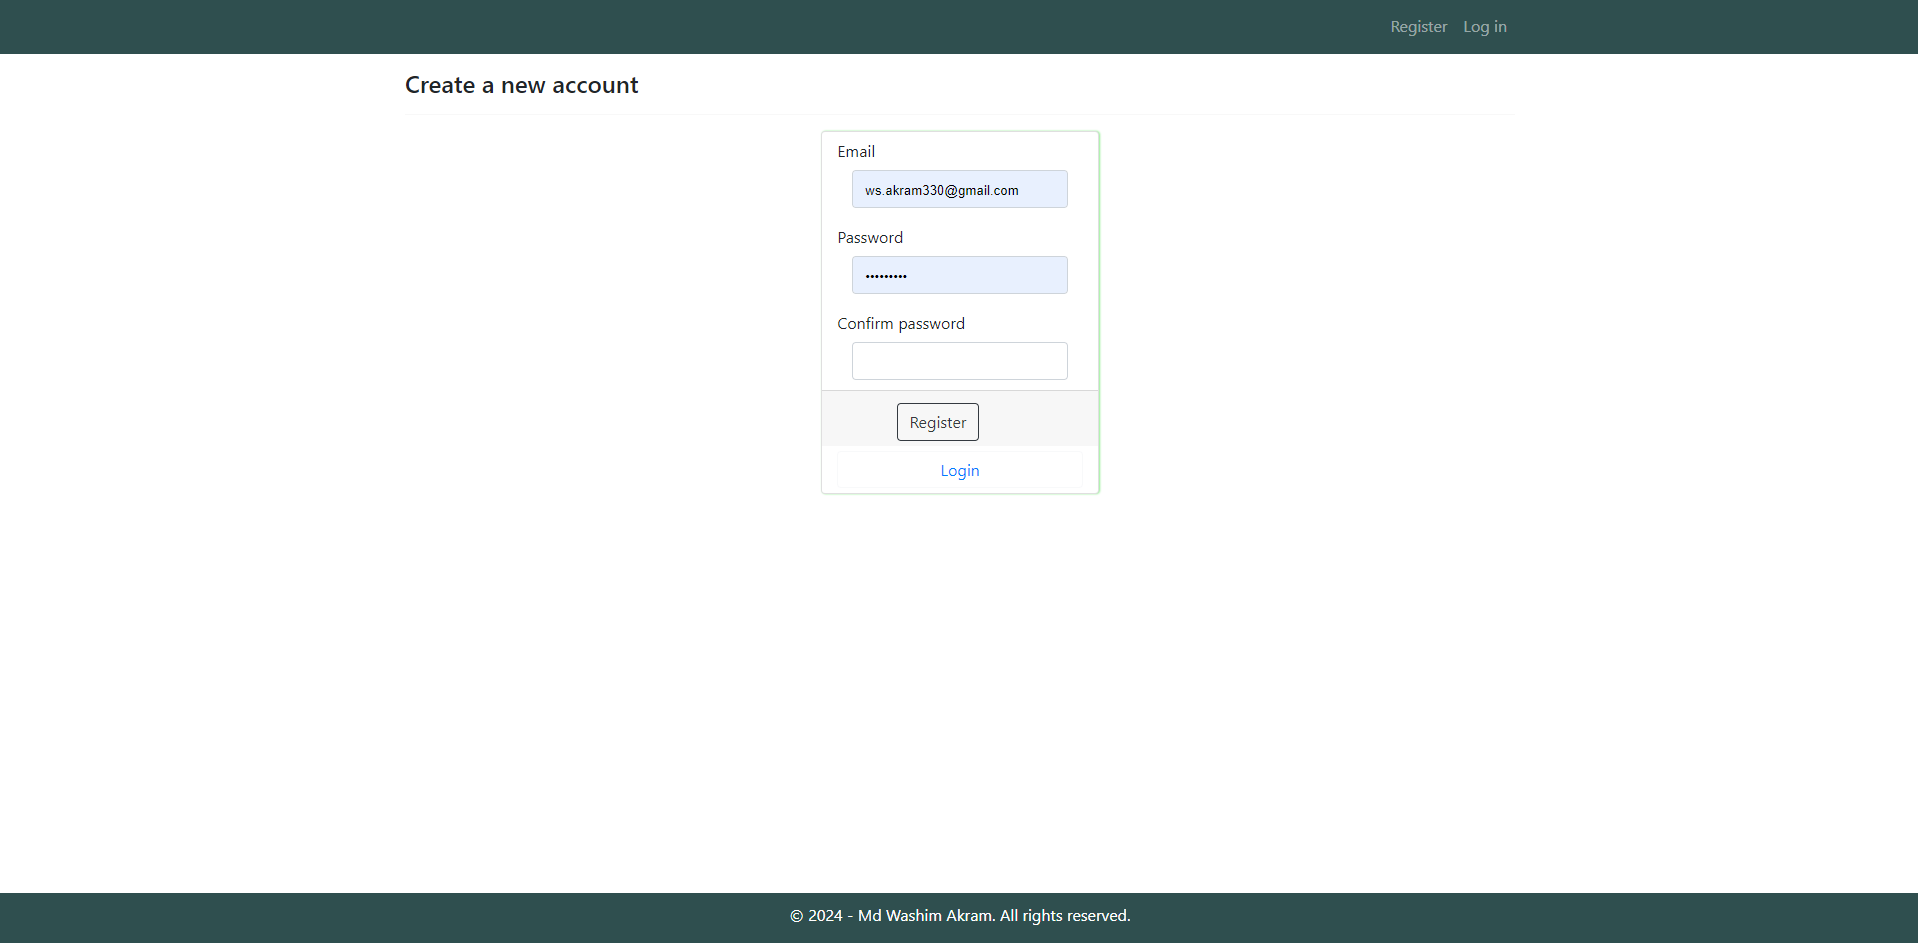 Register Log in
Create a new account
Email
ws.akram330@gmail.com
Password
•••••••••
Confirm password
Register
Login
© 2024 - Md Washim Akram. All rights reserved.